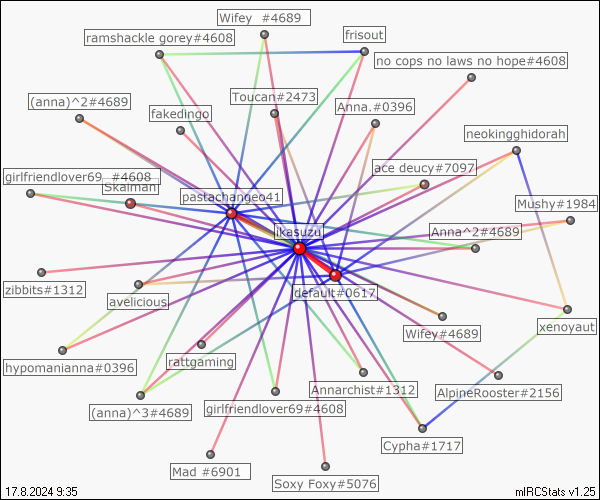 Wifey_#4689
ramshackle gorey#4608
frisout
no cops no laws no hope#4608
(anna)^2#4689
Toucan#2473
fakedingo
Anna.#0396
neokingghidorah
ace deucy#7097
girlfriendlover69_#4608
Skalman
pastachangeo41
Mushy#1984
ikasuzu
Anna^2#4689
zibbits#1312
default#0617
avelicious
Wifey#4689
xenoyaut
hypomanianna#0396
rattgaming
Annarchist#1312
AlpineRooster#2156
(anna)^3#4689
girlfriendlover69#4608
Cypha#1717
Mad #6901
Soxy Foxy#5076
17.8.2024 9:35
mIRCStats v1.25